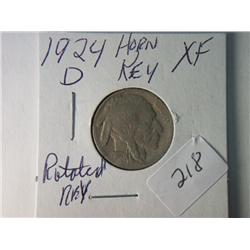 1924 HORN XF
D KEY
Rotated
REV
218